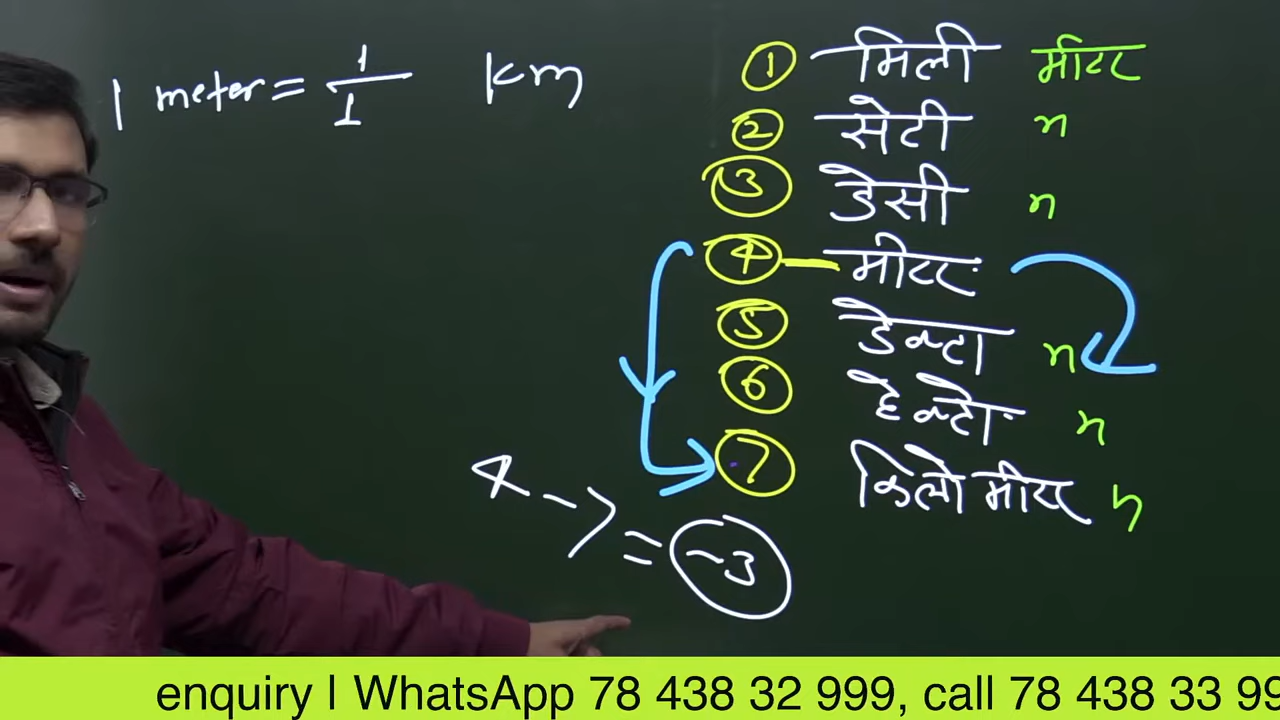 1 meter = 1/1 km
① मिली मीटर
② सेटी "
③ डेसी "
④ – मीटर
⑤ डेक्टा "
⑥ हेक्टो "
⑦ किलो मीटर "
4 – 7 = –3
enquiry | WhatsApp 78 438 32 999, call 78 438 33 99